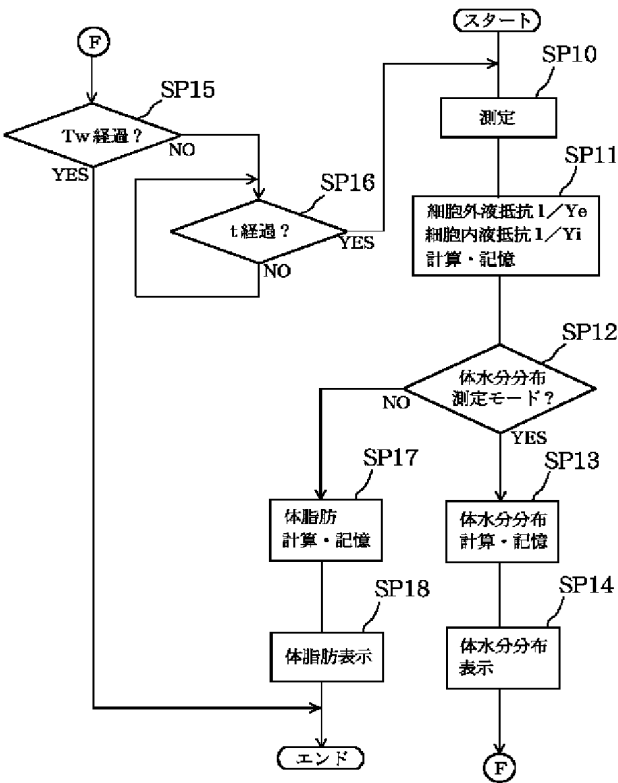 スタート
F
SP10
測定
SP15
Tw経過?
NO
YES
SP11
細胞外液抵抗1/Ye
細胞内液抵抗1/Yi
計算・記憶
SP16
t経過?
YES
NO
SP12
体水分分布
測定モード?
NO
YES
SP17
体脂肪
計算・記憶
SP13
体水分分布
計算・記憶
SP18
体脂肪表示
SP14
体水分分布
表示
エンド
F